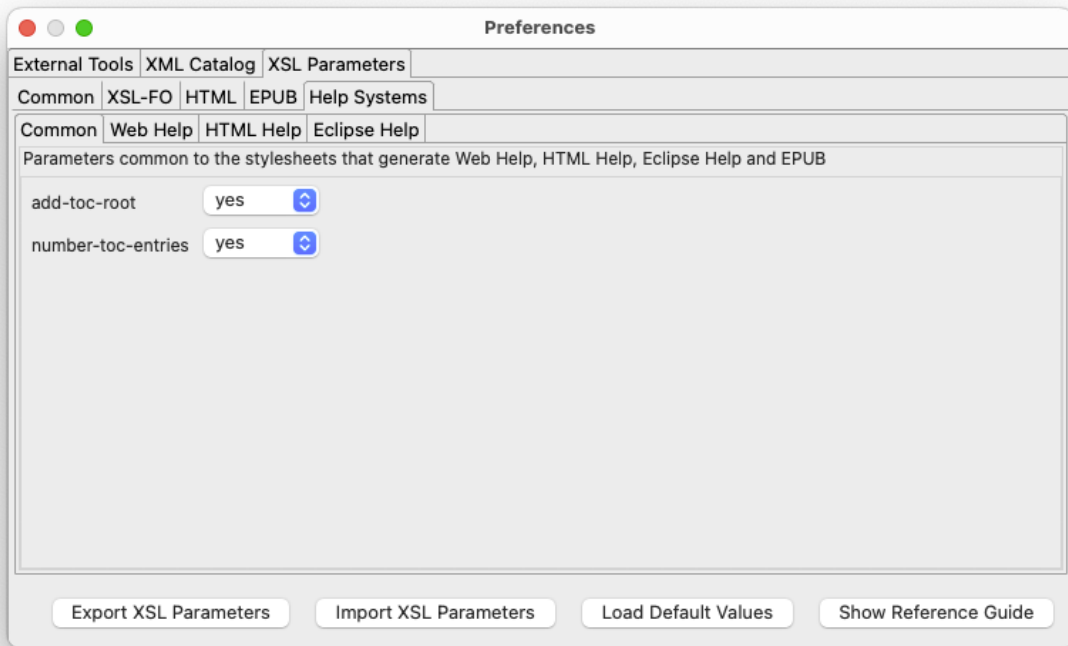 Preferences
External Tools XML Catalog XSL Parameters
Common XSL-FO HTML EPUB Help Systems
Common Web Help HTML Help Eclipse Help
Parameters common to the stylesheets that generate Web Help, HTML Help, Eclipse Help and EPUB
add-toc-root yes
number-toc-entries yes
Export XSL Parameters Import XSL Parameters Load Default Values Show Reference Guide